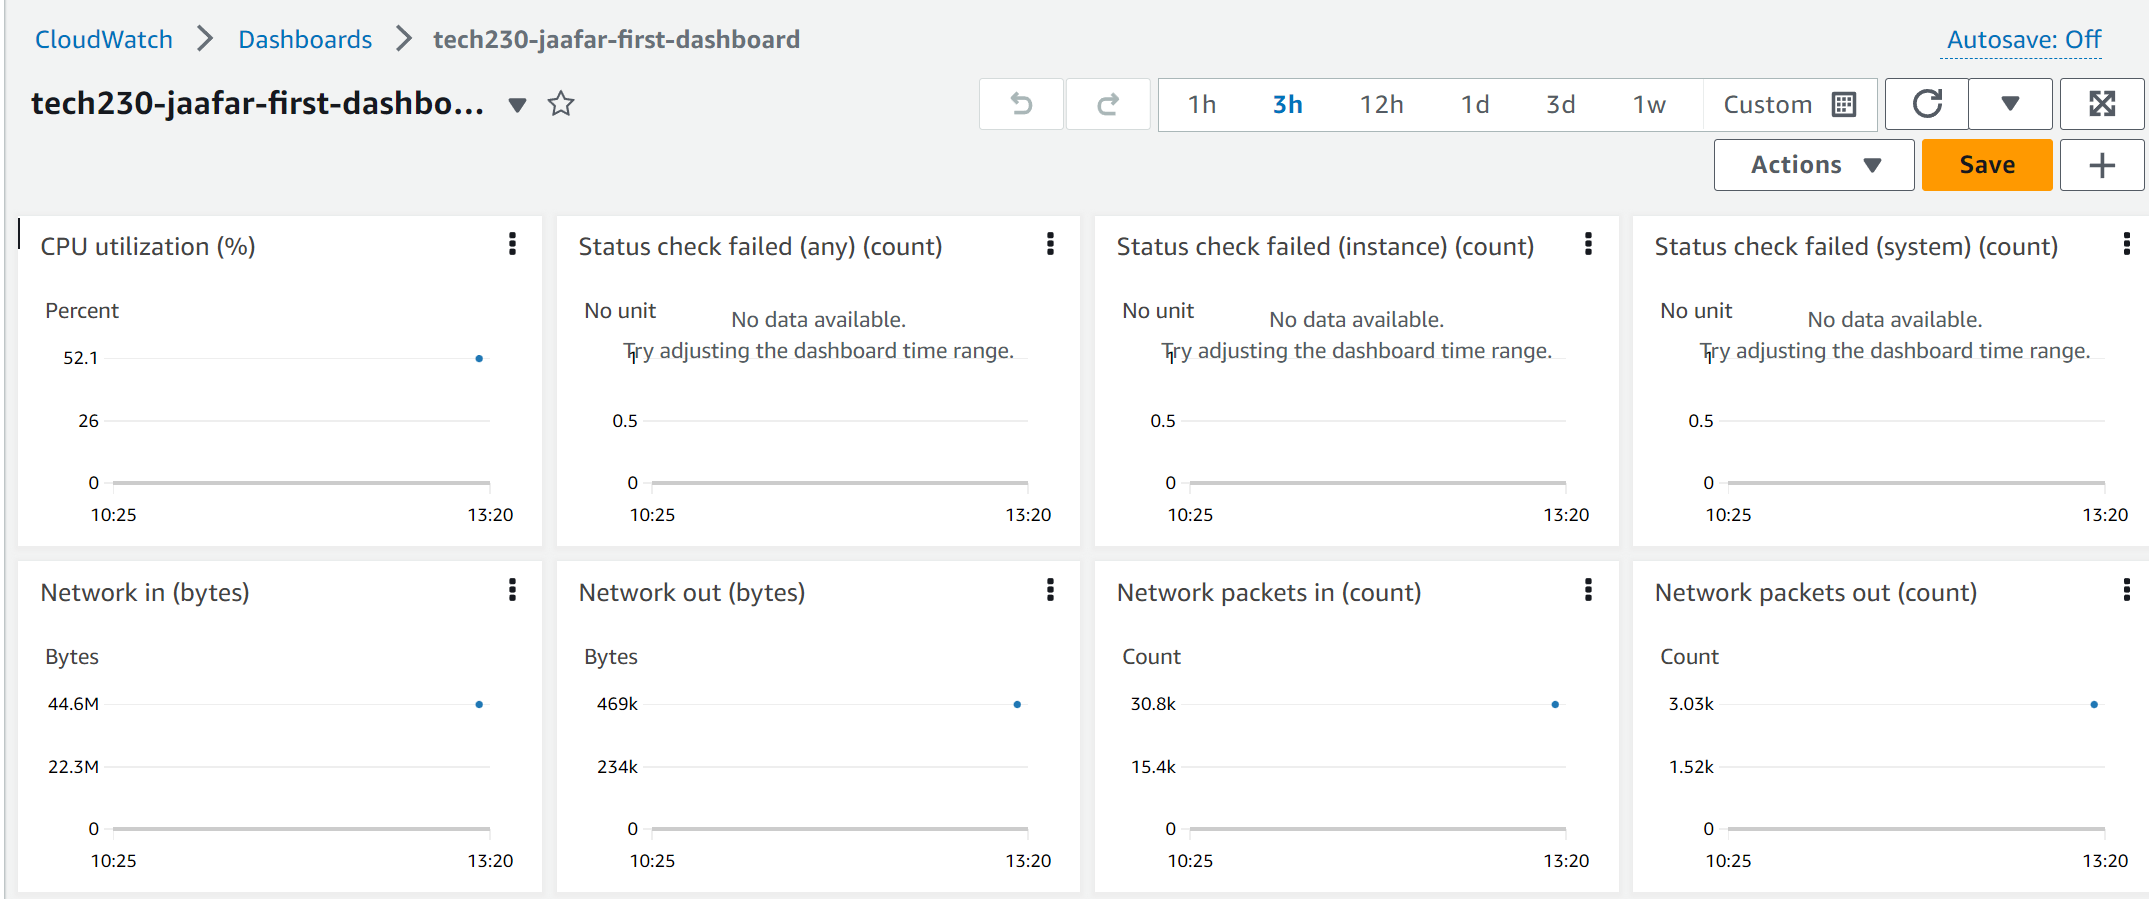 CloudWatch > Dashboards > tech230-jaafar-first-dashboard
Autosave: Off
tech230-jaafar-first-dashbo...
1h 3h 12h 1d 3d 1w Custom
Actions Save +
CPU utilization (%)
Percent
52.1
26
0
10:25 13:20
Status check failed (any) (count)
No unit
No data available.
Try adjusting the dashboard time range.
1
0.5
0
10:25 13:20
Status check failed (instance) (count)
No unit
No data available.
Try adjusting the dashboard time range.
1
0.5
0
10:25 13:20
Status check failed (system) (count)
No unit
No data available.
Try adjusting the dashboard time range.
1
0.5
0
10:25 13:20
Network in (bytes)
Bytes
44.6M
22.3M
0
10:25 13:20
Network out (bytes)
Bytes
469k
234k
0
10:25 13:20
Network packets in (count)
Count
30.8k
15.4k
0
10:25 13:20
Network packets out (count)
Count
3.03k
1.52k
0
10:25 13:20